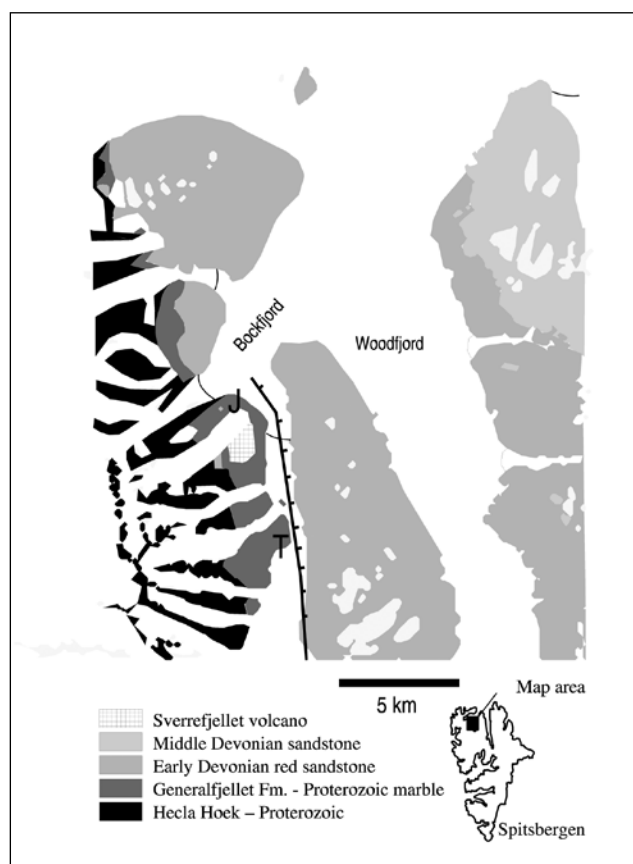 Bockfjord
Woodfjord
J
T
5 km
Map area
Sverrefjellet volcano
Middle Devonian sandstone
Early Devonian red sandstone
Generalfjellet Fm. - Proterozoic marble
Hecla Hoek – Proterozoic
Spitsbergen